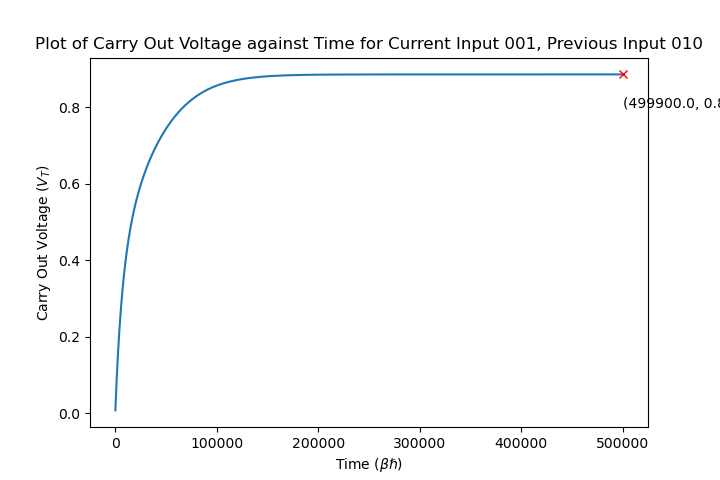 Plot of Carry Out Voltage against Time for Current Input 001, Previous Input 010
0.8
(499900.0, 0.8
0.6
0.4
0.2
0.0
Carry Out Voltage (V_T)
0 100000 200000 300000 400000 500000
Time (βℏ)